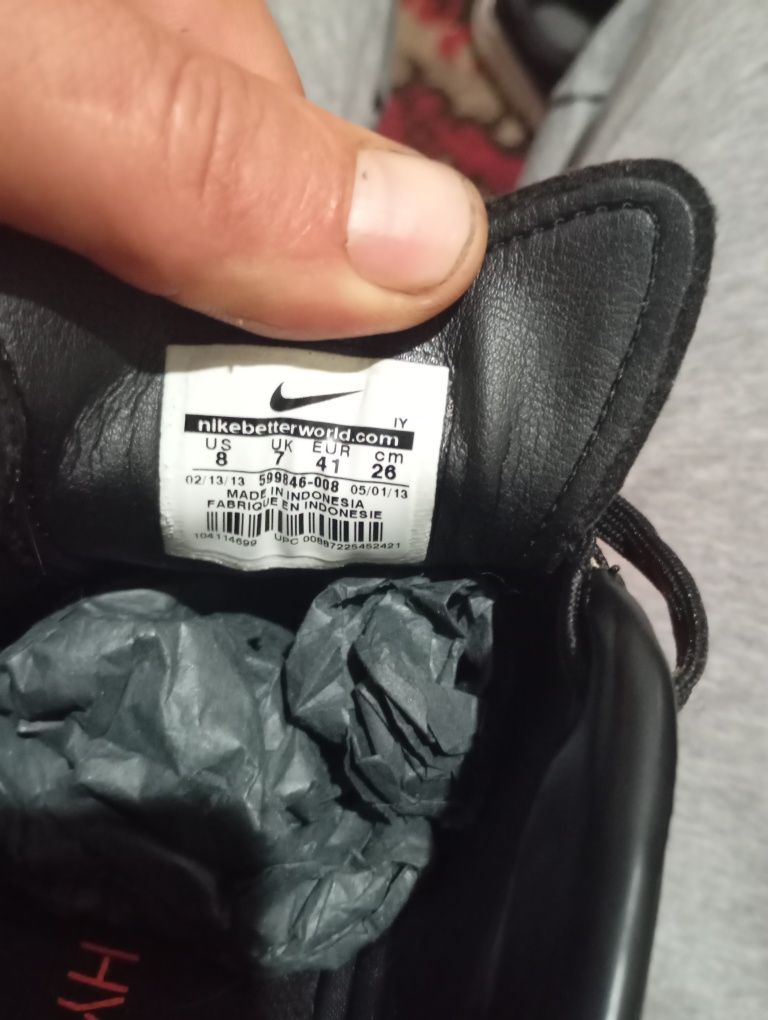 IY
nikebetterworld.com
US UK EUR cm
8 7 41 26
02/13/13 599846-008 05/01/13
MADE IN INDONESIA
FABRIQUE EN INDONESIE
104114699 UPC 00887225452421
HY